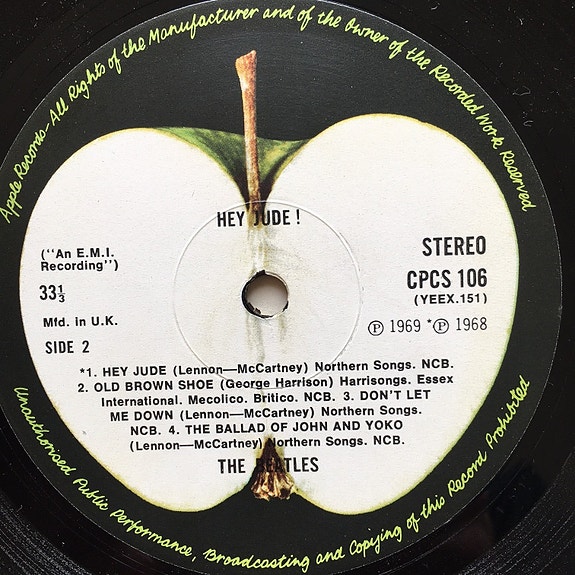 Apple Records—All Rights of the Manufacturer and of the Owner of the Recorded Work Reserved
HEY JUDE!
("An E.M.I.
Recording")
33⅓
Mfd. in U.K.
SIDE 2
STEREO
CPCS 106
(YEEX.151)
Ⓟ 1969 *Ⓟ 1968
*1. HEY JUDE (Lennon—McCartney) Northern Songs. NCB.
2. OLD BROWN SHOE (George Harrison) Harrisongs. Essex
International. Mecolico. Britico. NCB. 3. DON'T LET
ME DOWN (Lennon—McCartney) Northern Songs.
NCB. 4. THE BALLAD OF JOHN AND YOKO
(Lennon—McCartney) Northern Songs. NCB.
THE BEATLES
Unauthorised Public Performance, Broadcasting and Copying of this Record Prohibited